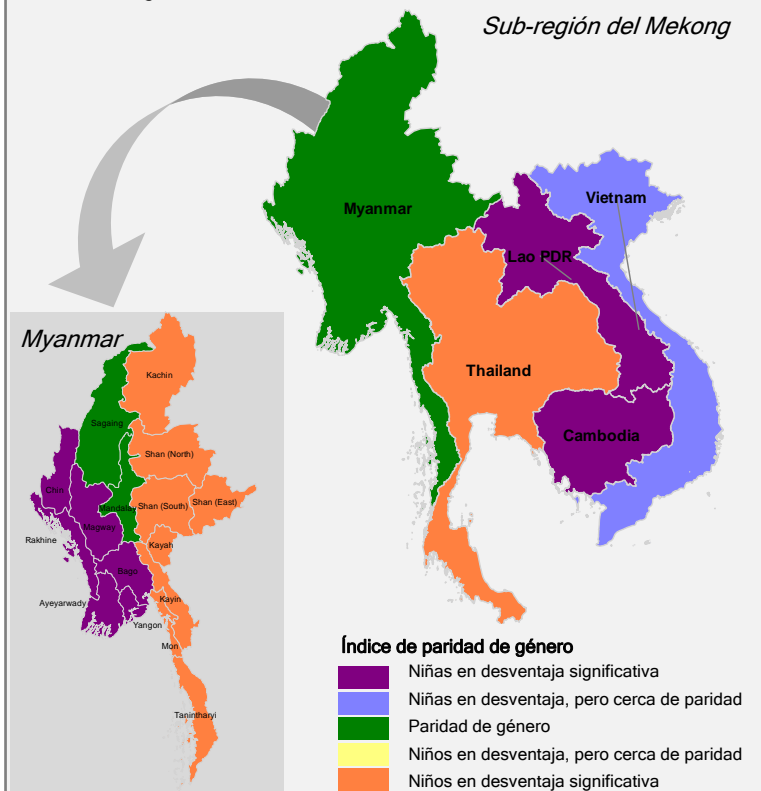 Sub-región del Mekong
Myanmar
Vietnam
Lao PDR
Thailand
Cambodia
Myanmar
Kachin
Sagaing
Shan (North)
Chin
Mandalay
Shan (South)
Shan (East)
Magway
Rakhine
Kayah
Bago
Ayeyarwady
Kayin
Yangon
Mon
Tanintharyi
Índice de paridad de género
Niñas en desventaja significativa
Niñas en desventaja, pero cerca de paridad
Paridad de género
Niños en desventaja, pero cerca de paridad
Niños en desventaja significativa